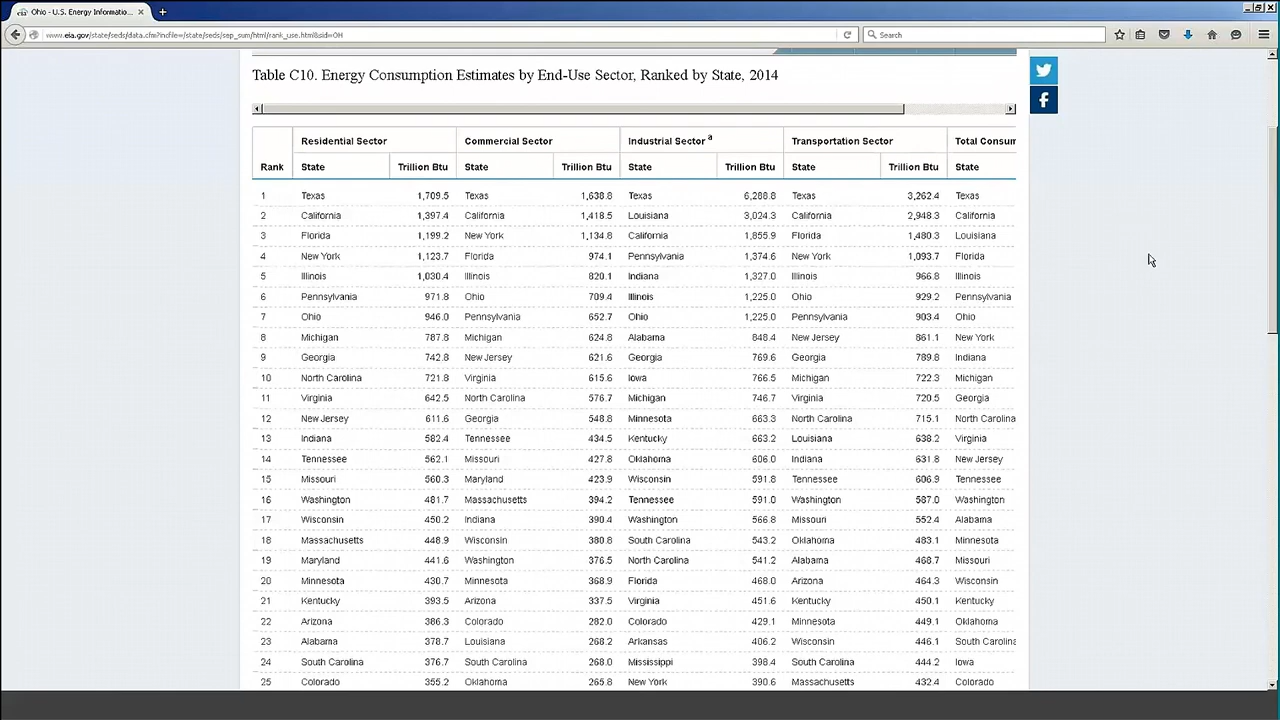 Ohio - U.S. Energy Informatio...
www.eia.gov/state/seds/data.cfm?incfile=/state/seds/sep_sum/html/rank_use.html&sid=OH
Search
Table C10. Energy Consumption Estimates by End-Use Sector, Ranked by State, 2014
Residential Sector Commercial Sector Industrial Sector a Transportation Sector Total Consum
Rank State Trillion Btu State Trillion Btu State Trillion Btu State Trillion Btu State
1 Texas 1,709.5 Texas 1,638.8 Texas 6,288.8 Texas 3,262.4 Texas
2 California 1,397.4 California 1,418.5 Louisiana 3,024.3 California 2,948.3 California
3 Florida 1,199.2 New York 1,134.8 California 1,855.9 Florida 1,480.3 Louisiana
4 New York 1,123.7 Florida 974.1 Pennsylvania 1,374.6 New York 1,093.7 Florida
5 Illinois 1,030.4 Illinois 820.1 Indiana 1,327.0 Illinois 966.8 Illinois
6 Pennsylvania 971.8 Ohio 709.4 Illinois 1,225.0 Ohio 929.2 Pennsylvania
7 Ohio 946.0 Pennsylvania 652.7 Ohio 1,225.0 Pennsylvania 903.4 Ohio
8 Michigan 787.8 Michigan 624.8 Alabama 848.4 New Jersey 861.1 New York
9 Georgia 742.8 New Jersey 621.6 Georgia 769.6 Georgia 789.8 Indiana
10 North Carolina 721.8 Virginia 615.6 Iowa 766.5 Michigan 722.3 Michigan
11 Virginia 642.5 North Carolina 576.7 Michigan 746.7 Virginia 720.5 Georgia
12 New Jersey 611.6 Georgia 548.8 Minnesota 663.3 North Carolina 715.1 North Carolina
13 Indiana 582.4 Tennessee 434.5 Kentucky 663.2 Louisiana 638.2 Virginia
14 Tennessee 562.1 Missouri 427.8 Oklahoma 606.0 Indiana 631.8 New Jersey
15 Missouri 560.3 Maryland 423.9 Wisconsin 591.8 Tennessee 606.9 Tennessee
16 Washington 481.7 Massachusetts 394.2 Tennessee 591.0 Washington 587.0 Washington
17 Wisconsin 450.2 Indiana 390.4 Washington 566.8 Missouri 552.4 Alabama
18 Massachusetts 448.9 Wisconsin 380.8 South Carolina 543.2 Oklahoma 483.1 Minnesota
19 Maryland 441.6 Washington 376.5 North Carolina 541.2 Alabama 468.7 Missouri
20 Minnesota 430.7 Minnesota 368.9 Florida 468.0 Arizona 464.3 Wisconsin
21 Kentucky 393.5 Arizona 337.5 Virginia 451.6 Kentucky 450.1 Kentucky
22 Arizona 386.3 Colorado 282.0 Colorado 429.1 Minnesota 449.1 Oklahoma
23 Alabama 378.7 Louisiana 268.2 Arkansas 406.2 Wisconsin 446.1 South Carolina
24 South Carolina 376.7 South Carolina 268.0 Mississippi 398.4 South Carolina 444.2 Iowa
25 Colorado 355.2 Oklahoma 265.8 New York 390.6 Massachusetts 432.4 Colorado